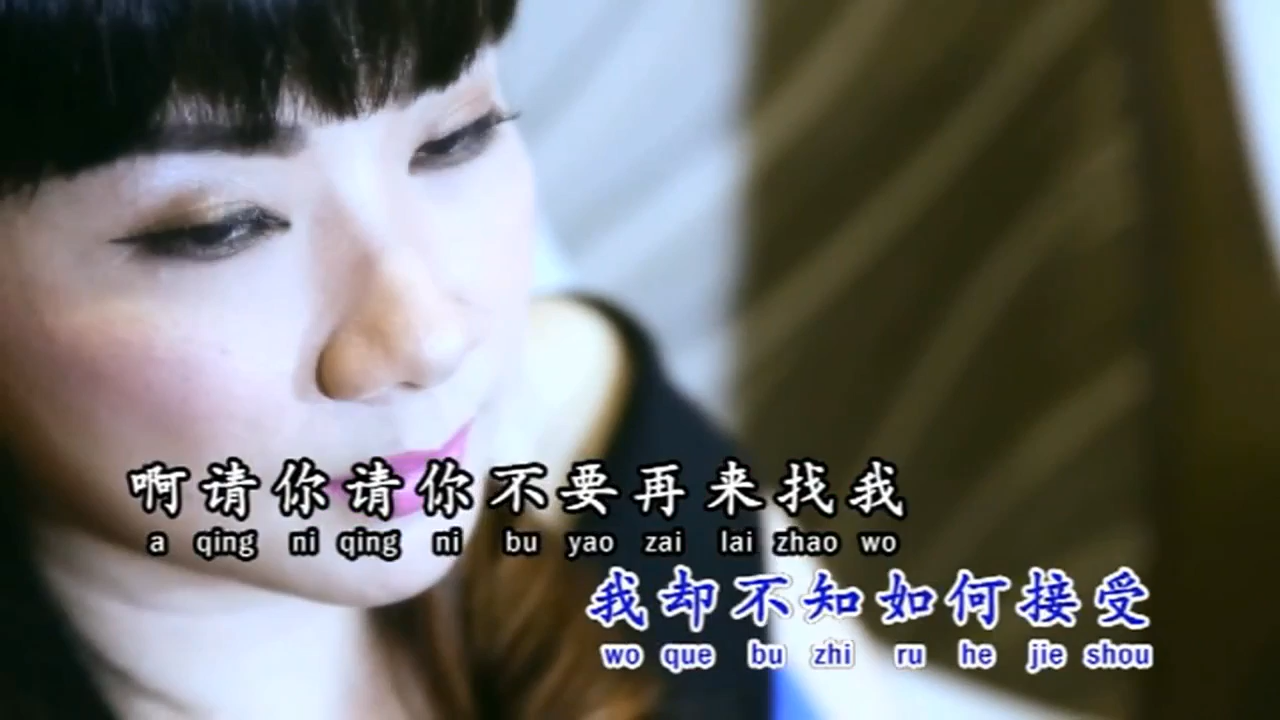 啊请你请你不要再来找我
a qing ni qing ni bu yao zai lai zhao wo
我却不知如何接受
wo que bu zhi ru he jie shou